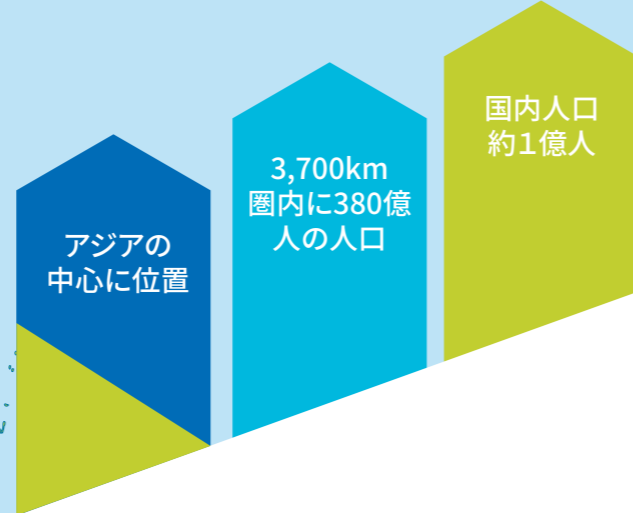 アジアの
中心に位置
3,700km
圏内に380億
人の人口
国内人口
約１億人